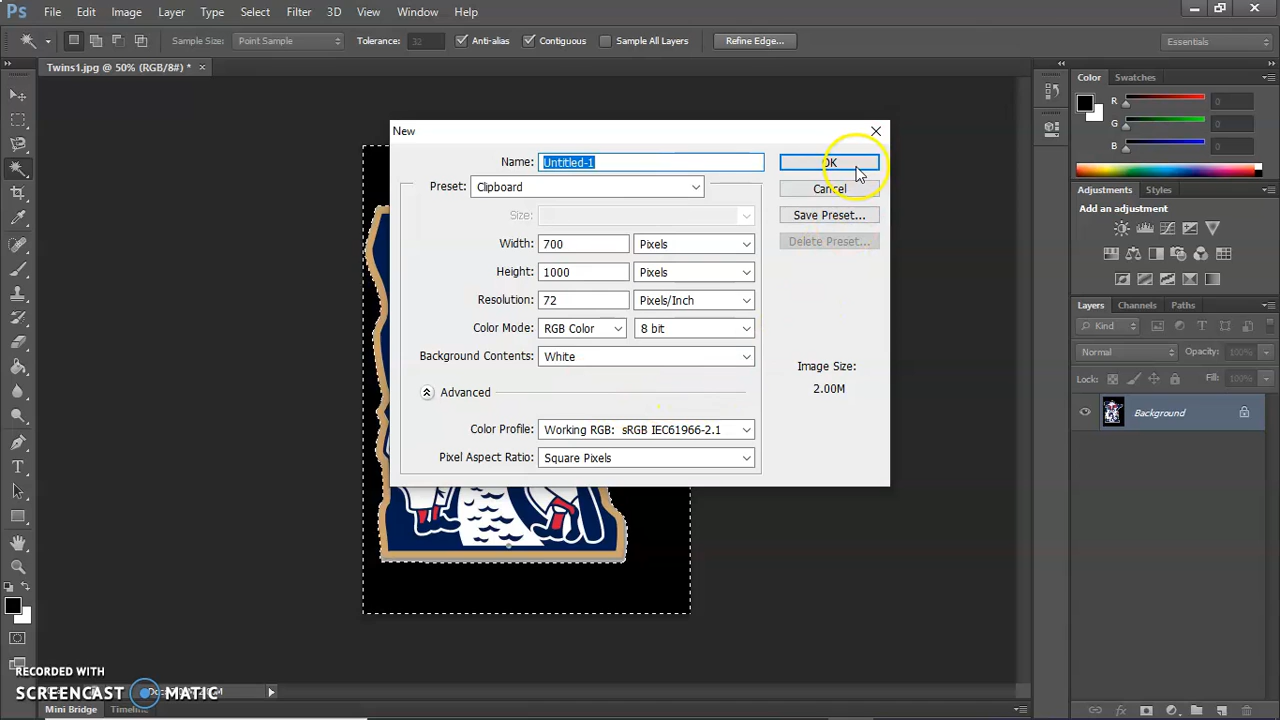 Ps File Edit Image Layer Type Select Filter 3D View Window Help
Sample Size: Point Sample Tolerance: 32 Anti-alias Contiguous Sample All Layers Refine Edge... Essentials
Twins1.jpg @ 50% (RGB/8#) * ×
New
Name: Untitled-1
OK
Preset: Clipboard
Cancel
Size:
Save Preset...
Width: 700 Pixels
Delete Preset...
Height: 1000 Pixels
Resolution: 72 Pixels/Inch
Color Mode: RGB Color 8 bit
Background Contents: White
Image Size:
2.00M
Advanced
Color Profile: Working RGB: sRGB IEC61966-2.1
Pixel Aspect Ratio: Square Pixels
Color Swatches
R 0
G 0
B 0
Adjustments Styles
Add an adjustment
Layers Channels Paths
Kind
Normal Opacity: 100%
Lock: Fill: 100%
Background
T
RECORDED WITH
SCREENCAST MATIC
Mini Bridge Timeline